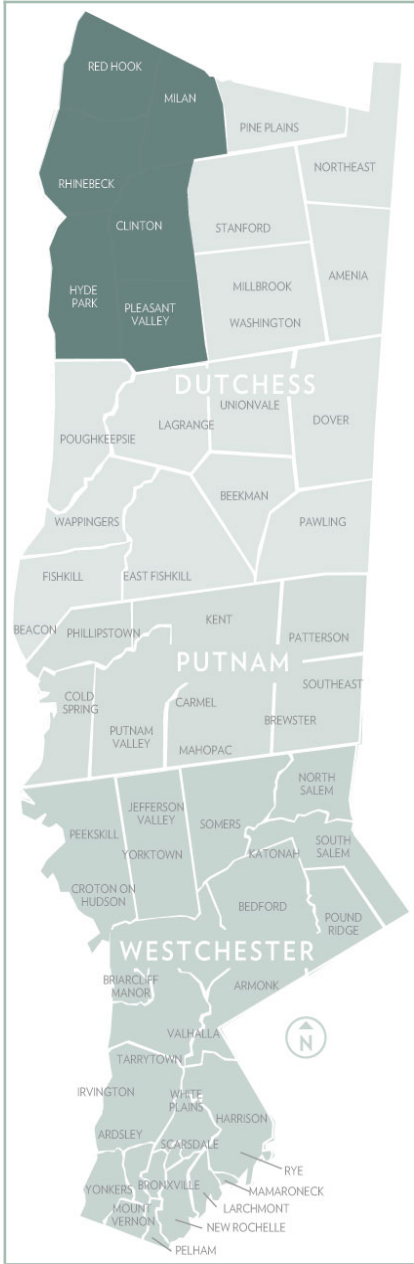 RED HOOK
MILAN
PINE PLAINS
NORTHEAST
RHINEBECK
CLINTON
STANFORD
AMENIA
HYDE
PARK
PLEASANT
VALLEY
MILLBROOK
WASHINGTON
DUTCHESS
UNIONVALE
DOVER
LAGRANGE
POUGHKEEPSIE
BEEKMAN
WAPPINGERS
PAWLING
FISHKILL
EAST FISHKILL
BEACON
PHILLIPSTOWN
KENT
PATTERSON
PUTNAM
SOUTHEAST
COLD
SPRING
CARMEL
PUTNAM
VALLEY
BREWSTER
MAHOPAC
NORTH
SALEM
JEFFERSON
VALLEY
PEEKSKILL
SOMERS
YORKTOWN
KATONAH
SOUTH
SALEM
CROTON ON
HUDSON
BEDFORD
POUND
RIDGE
WESTCHESTER
BRIARCLIFF
MANOR
ARMONK
VALHALLA
N
TARRYTOWN
IRVINGTON
WHITE
PLAINS
HARRISON
ARDSLEY
SCARSDALE
RYE
YONKERS
BRONXVILLE
MAMARONECK
MOUNT
VERNON
LARCHMONT
NEW ROCHELLE
PELHAM